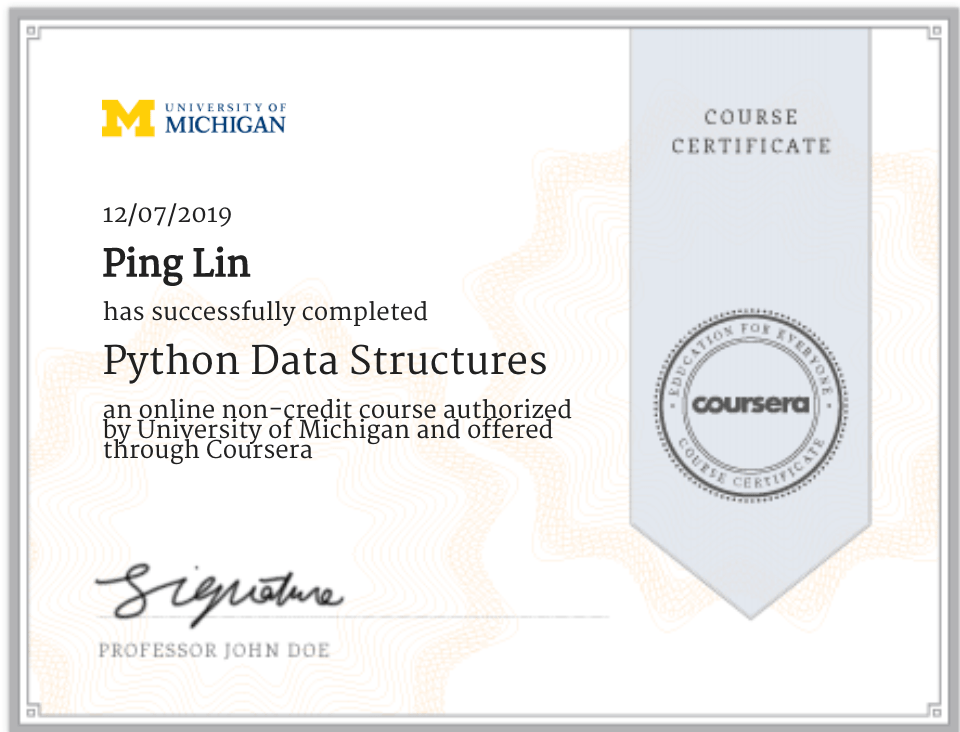 UNIVERSITY OF
MICHIGAN
COURSE
CERTIFICATE
12/07/2019
Ping Lin
has successfully completed
Python Data Structures
an online non-credit course authorized
by University of Michigan and offered
through Coursera
EDUCATION FOR EVERYONE
coursera
COURSE CERTIFICATE
Signature
PROFESSOR JOHN DOE